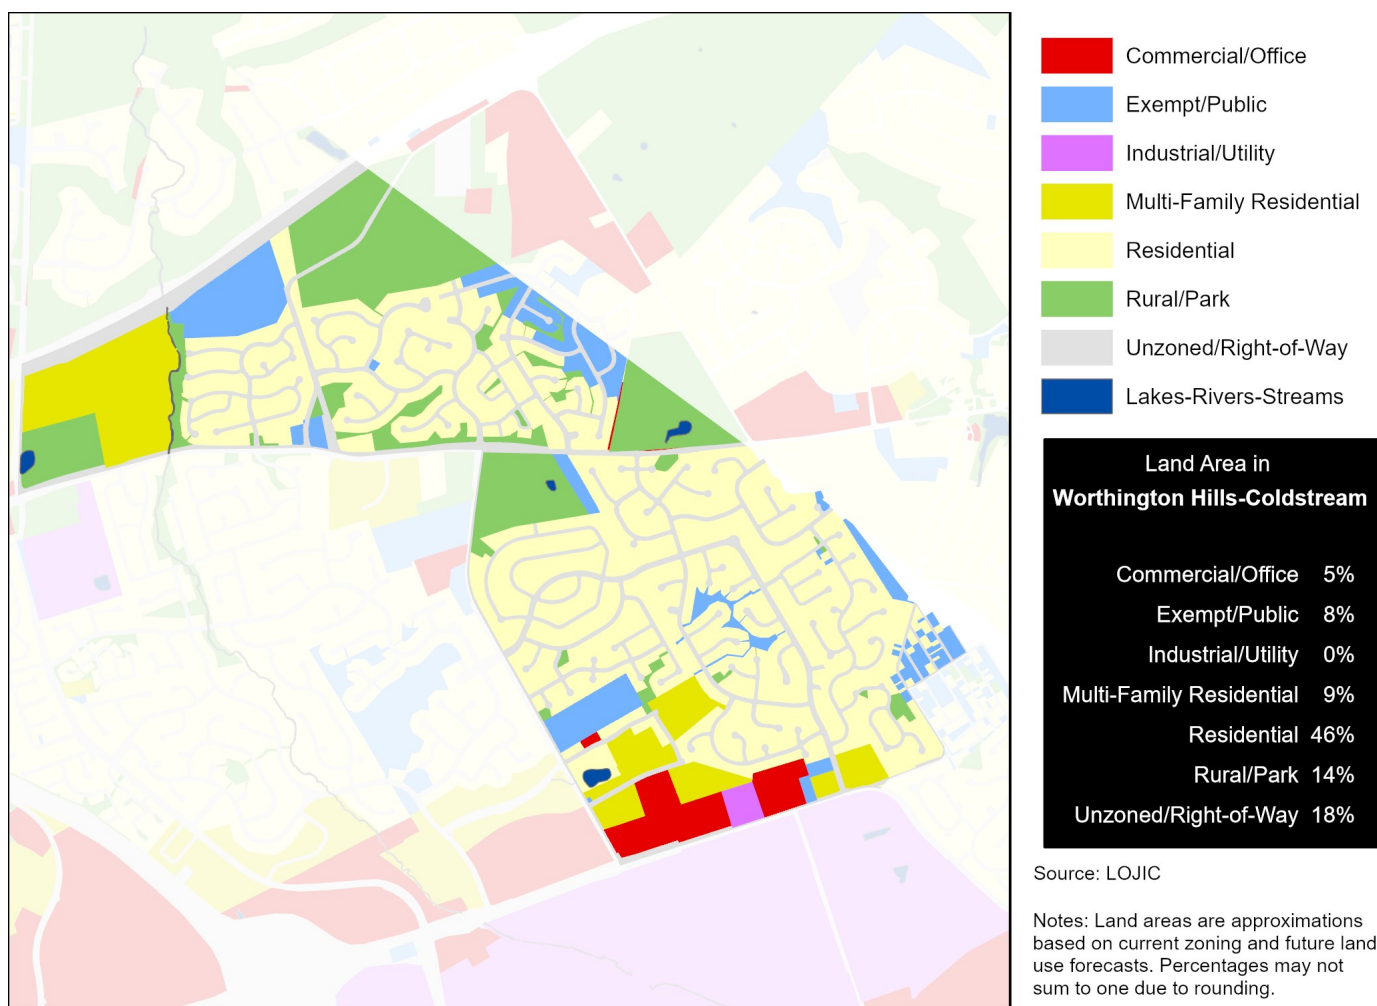 Commercial/Office
Exempt/Public
Industrial/Utility
Multi-Family Residential
Residential
Rural/Park
Unzoned/Right-of-Way
Lakes-Rivers-Streams
Land Area in
Worthington Hills-Coldstream
Commercial/Office 5%
Exempt/Public 8%
Industrial/Utility 0%
Multi-Family Residential 9%
Residential 46%
Rural/Park 14%
Unzoned/Right-of-Way 18%
Source: LOJIC
Notes: Land areas are approximations
based on current zoning and future land
use forecasts. Percentages may not
sum to one due to rounding.